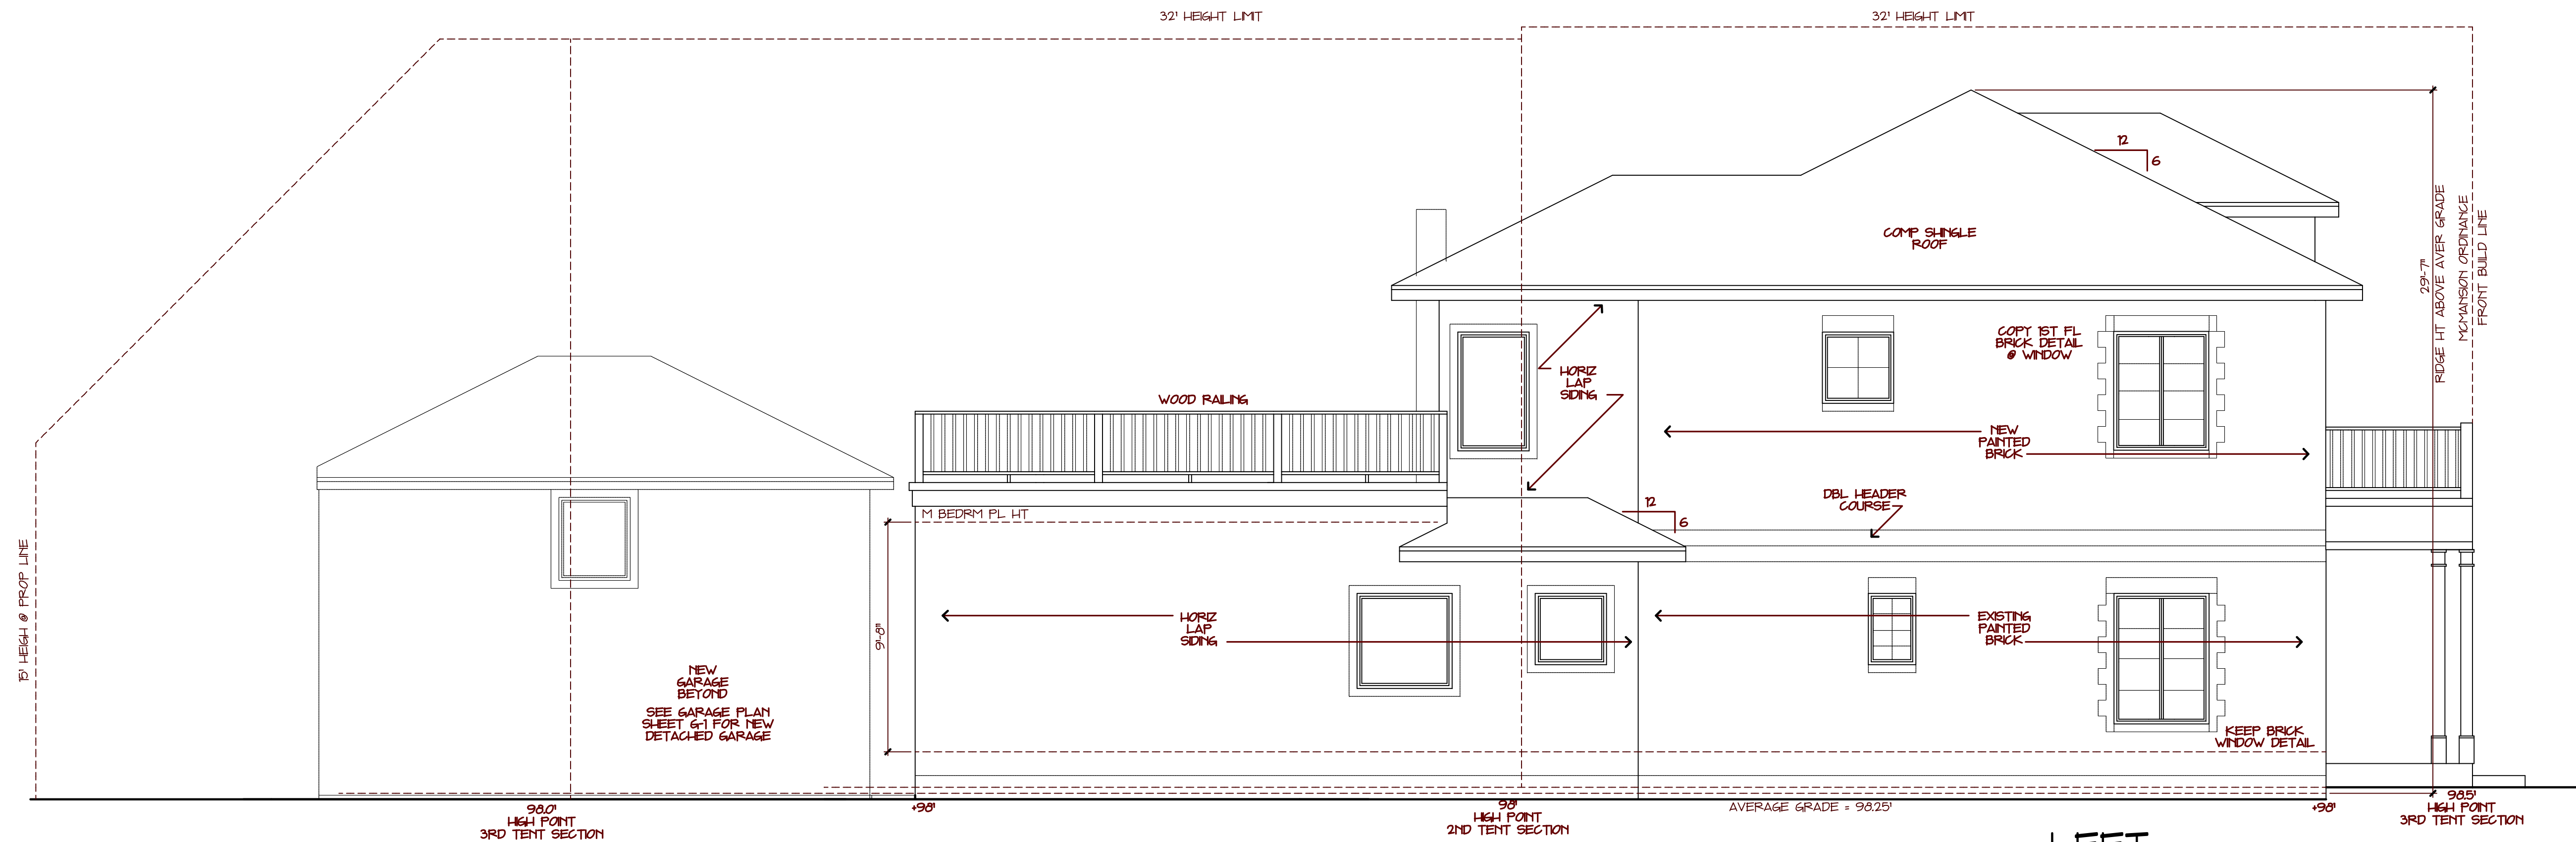 32' HEIGHT LIMIT
32' HEIGHT LIMIT
12
6
COMP SHINGLE
ROOF
29'-7"
RIDGE HT ABOVE AVER GRADE
MCMANSION ORDINANCE
FRONT BUILD LINE
COPY 1ST FL
BRICK DETAIL
@ WINDOW
HORIZ
LAP
SIDING
WOOD RAILING
NEW
PAINTED
BRICK
DBL HEADER
COURSE
12
6
M BEDRM PL HT
15' HEIGH @ PROP LINE
9'-8"
HORIZ
LAP
SIDING
EXISTING
PAINTED
BRICK
NEW
GARAGE
BEYOND
SEE GARAGE PLAN
SHEET G-1 FOR NEW
DETACHED GARAGE
KEEP BRICK
WINDOW DETAIL
98.0'
HIGH POINT
3RD TENT SECTION
+98'
98'
HIGH POINT
2ND TENT SECTION
AVERAGE GRADE = 98.25'
+98'
98.5'
HIGH POINT
3RD TENT SECTION
LEFT